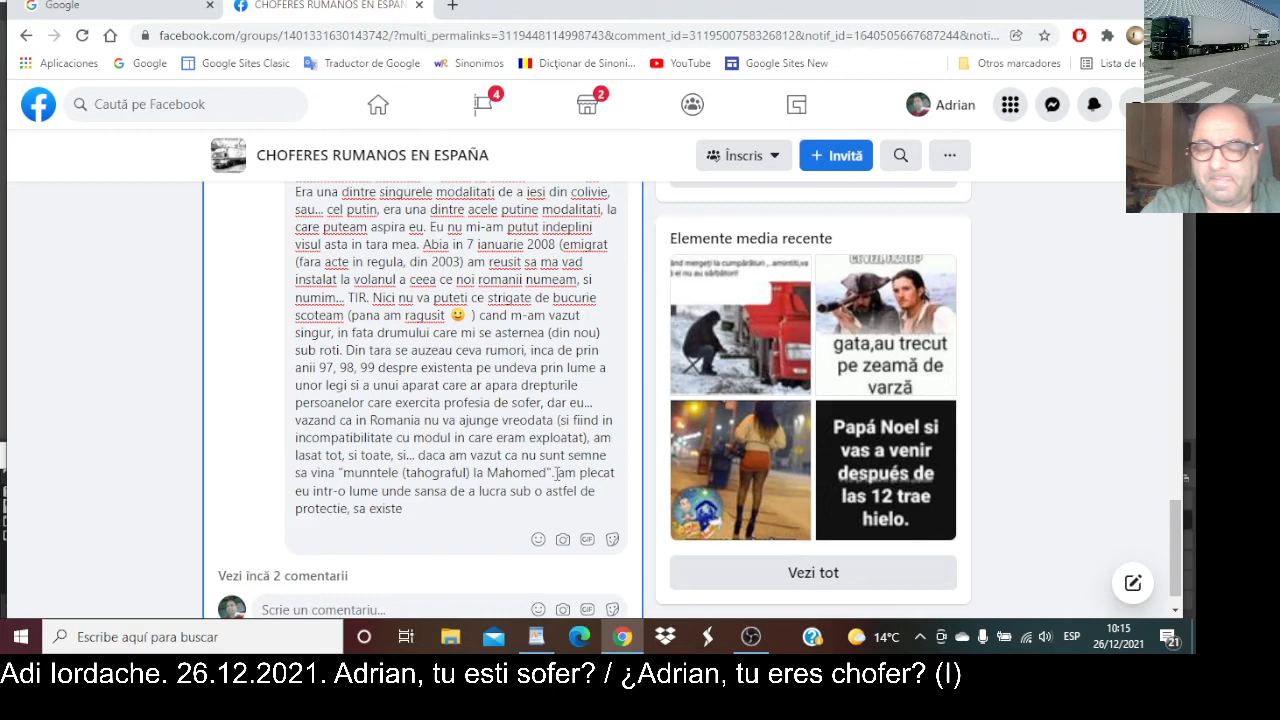 Google
CHOFERES RUMANOS EN ESPAÑ
facebook.com/groups/1401331630143742/?multi_permalinks=3119448114998743&comment_id=3119500758326812&notif_id=1640505667687244&noti...
Aplicaciones
Google
Google Sites Clasic
Traductor de Google
Sinonimos
Dicționar de Sinoni...
YouTube
Google Sites New
Otros marcadores
Caută pe Facebook
4
2
Adrian
CHOFERES RUMANOS EN ESPAÑA
Înscris
+ Invită
Era una dintre singurele modalitati de a iesi din colivie,
sau... cel putin, era una dintre acele putine modalitati, la
care puteam aspira eu. Eu nu mi-am putut indeplini
visul asta in tara mea. Abia in 7 ianuarie 2008 (emigrat
(fara acte in regula, din 2003) am reusit sa ma vad
instalat la volanul a ceea ce noi romanii numeam, si
numim... TIR. Nici nu va puteti ce strigate de bucurie
scoteam (pana am ragusit 😀 ) cand m-am vazut
singur, in fata drumului care mi se asternea (din nou)
sub roti. Din tara se auzeau ceva rumori, inca de prin
anii 97, 98, 99 despre existenta pe undeva prin lume a
unor legi si a unui aparat care ar apara drepturile
persoanelor care exercita profesia de sofer, dar eu...
vazand ca in Romania nu va ajunge vreodata (si fiind in
incompatibilitate cu modul in care eram exploatat), am
lasat tot, si toate, si... daca am vazut ca nu sunt semne
sa vina "munntele (tahograful) la Mahomed". am plecat
eu intr-o lume unde sansa de a lucra sub o astfel de
protectie, sa existe
Vezi încă 2 comentarii
Scrie un comentariu...
Elemente media recente
gata,au trecut
pe zeamă de
varză
Papá Noel si
vas a venir
después de
las 12 trae
hielo.
Vezi tot
Escribe aquí para buscar
14°C
ESP
10:15
26/12/2021
21
Adi Iordache. 26.12.2021. Adrian, tu esti sofer? / ¿Adrian, tu eres chofer? (I)